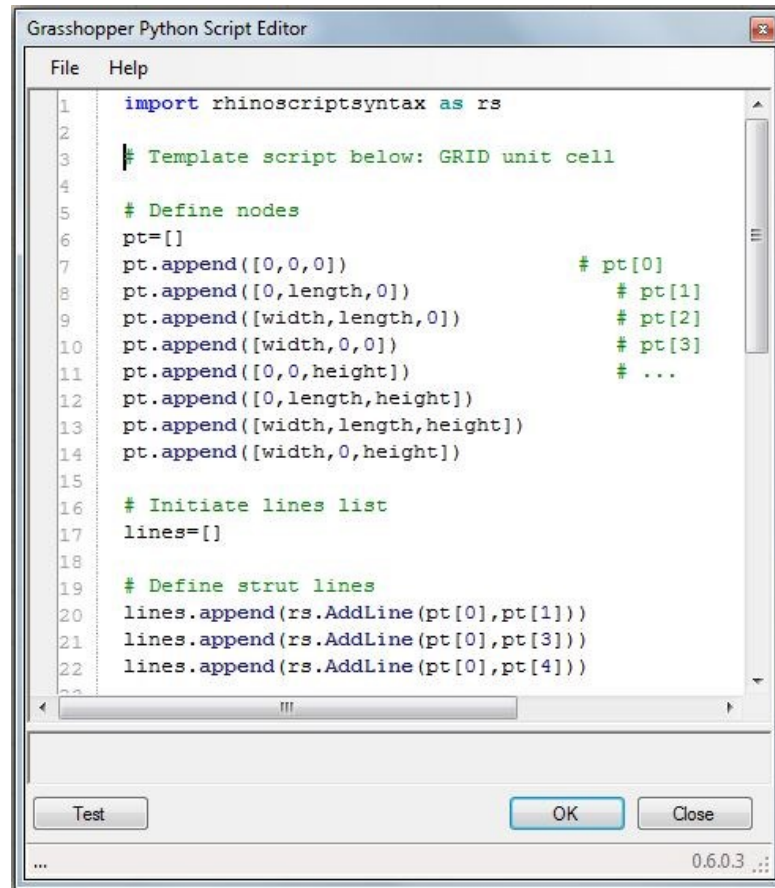 Grasshopper Python Script Editor
File Help
1 import rhinoscriptsyntax as rs
2
3 # Template script below: GRID unit cell
4
5 # Define nodes
6 pt=[]
7 pt.append([0,0,0]) # pt[0]
8 pt.append([0,length,0]) # pt[1]
9 pt.append([width,length,0]) # pt[2]
10 pt.append([width,0,0]) # pt[3]
11 pt.append([0,0,height]) # ...
12 pt.append([0,length,height])
13 pt.append([width,length,height])
14 pt.append([width,0,height])
15
16 # Initiate lines list
17 lines=[]
18
19 # Define strut lines
20 lines.append(rs.AddLine(pt[0],pt[1]))
21 lines.append(rs.AddLine(pt[0],pt[3]))
22 lines.append(rs.AddLine(pt[0],pt[4]))
Test OK Close
... 0.6.0.3